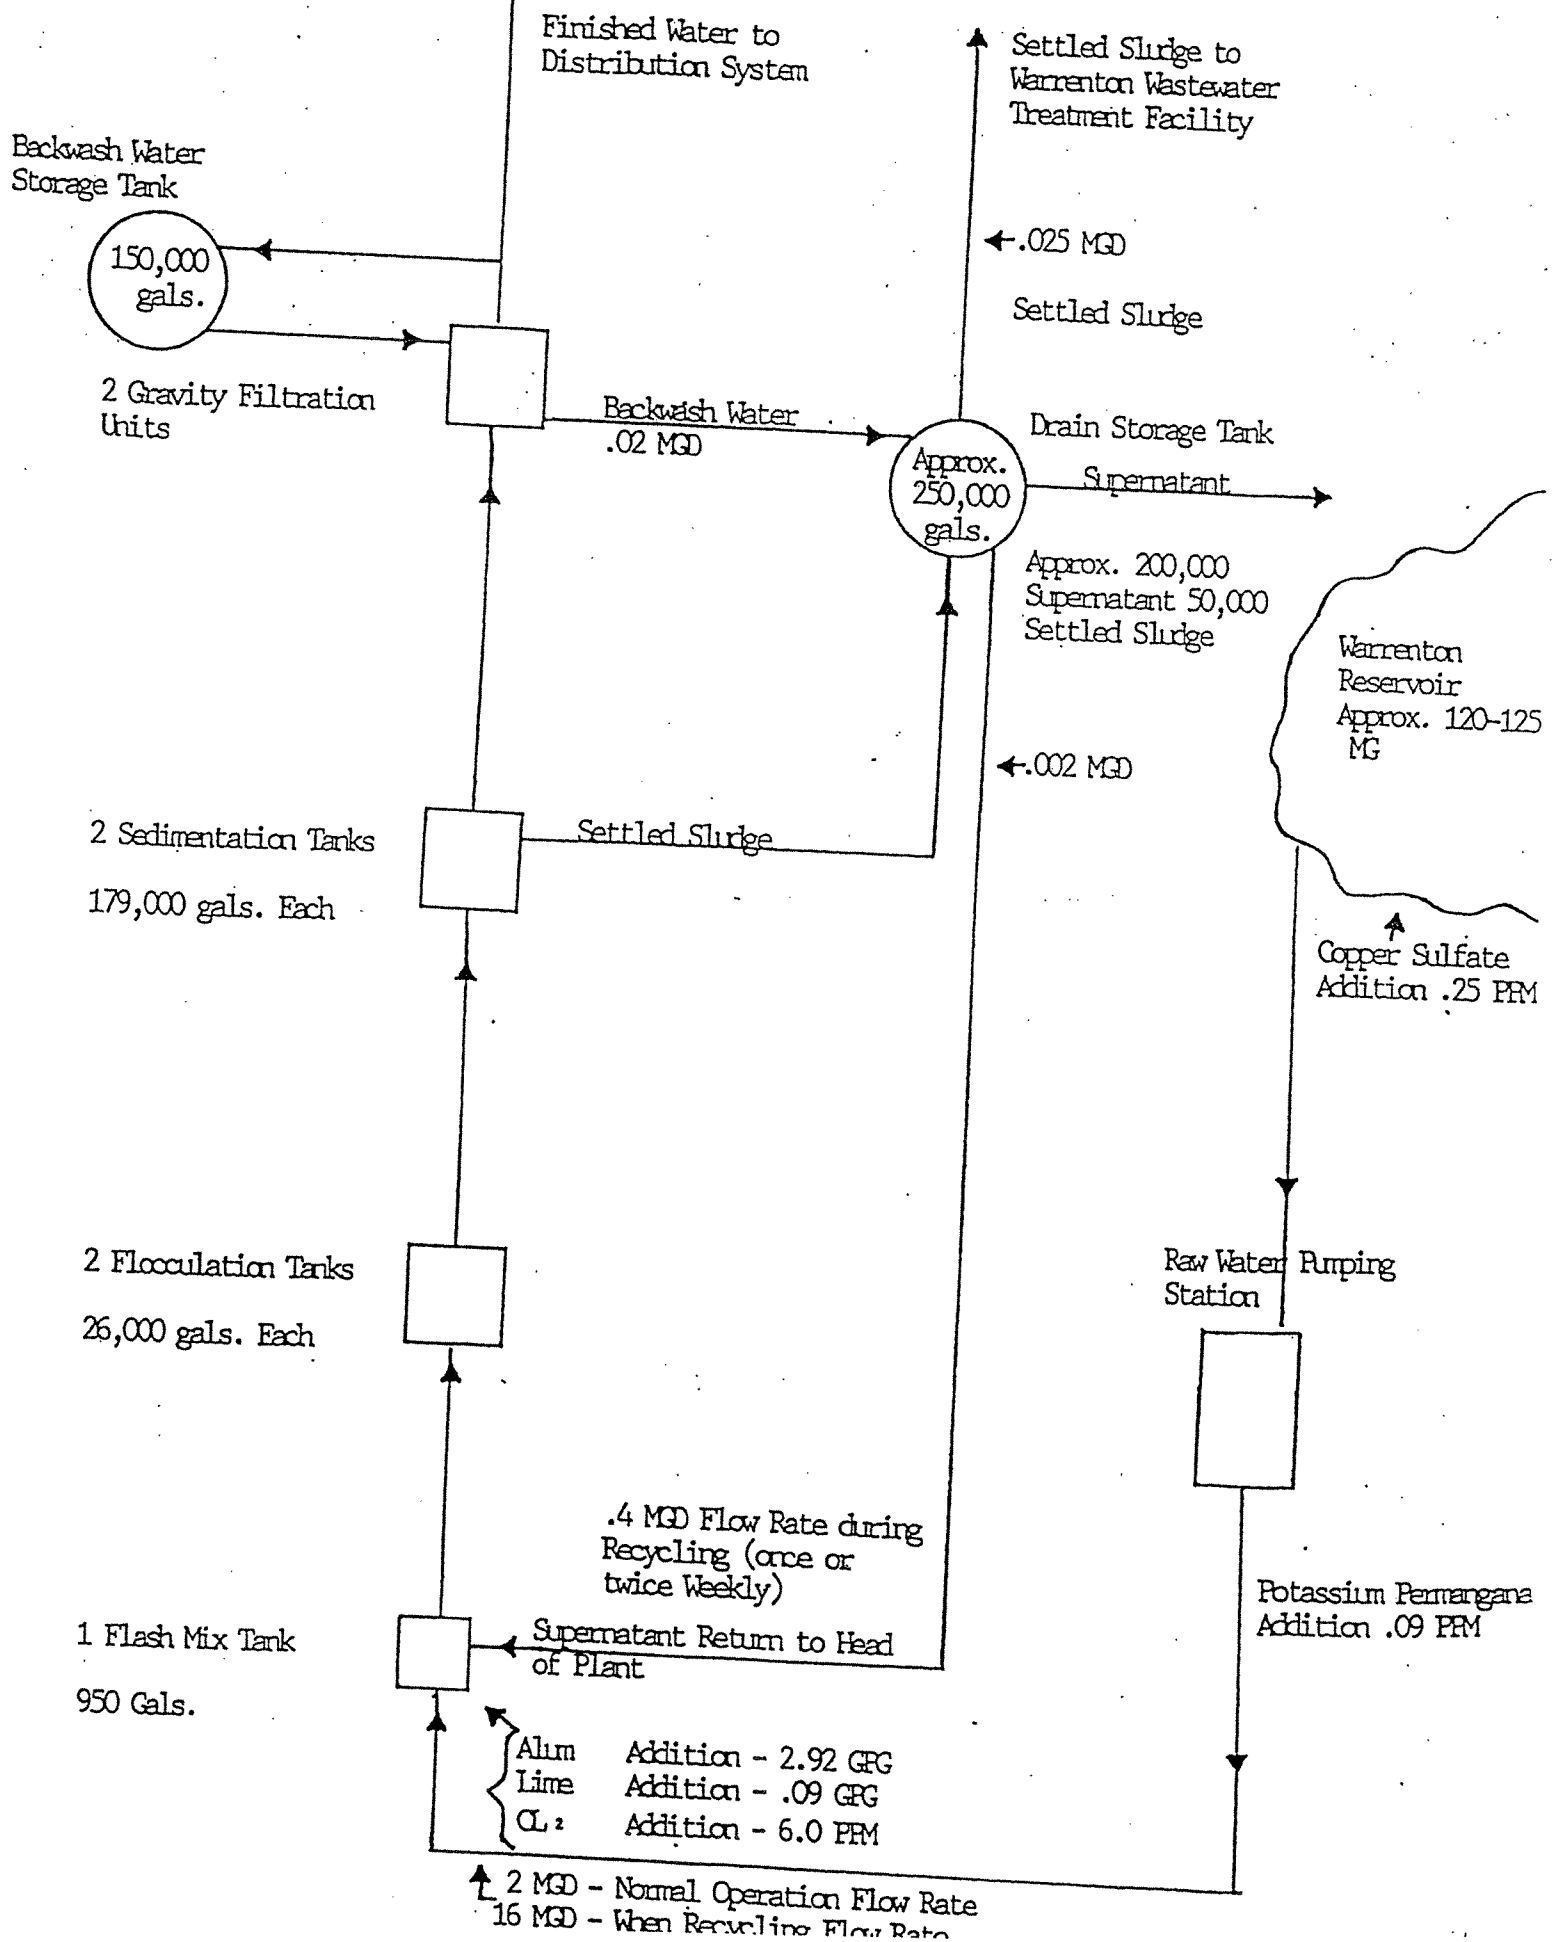 Finished Water to
Distribution System
Settled Sludge to
Warrenton Wastewater
Treatment Facility
Backwash Water
Storage Tank
150,000
gals.
.025 MGD
Settled Sludge
2 Gravity Filtration
Units
Backwash Water
.02 MGD
Drain Storage Tank
Approx.
250,000
gals.
Supernatant
Approx. 200,000
Supernatant 50,000
Settled Sludge
Warrenton
Reservoir
Approx. 120-125
MG
.002 MGD
2 Sedimentation Tanks
179,000 gals. Each
Settled Sludge
Copper Sulfate
Addition .25 PPM
2 Flocculation Tanks
26,000 gals. Each
Raw Water Pumping
Station
.4 MGD Flow Rate during
Recycling (once or
twice Weekly)
Potassium Permangana
Addition .09 PPM
1 Flash Mix Tank
950 Gals.
Supernatant Return to Head
of Plant
Alum Addition - 2.92 GPG
Lime Addition - .09 GPG
CL₂ Addition - 6.0 PPM
2 MGD - Normal Operation Flow Rate
16 MGD - When Recycling Flow Rate